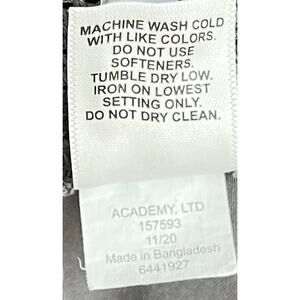 MACHINE WASH COLD
WITH LIKE COLORS.
DO NOT USE
SOFTENERS.
TUMBLE DRY LOW.
IRON ON LOWEST
SETTING ONLY.
DO NOT DRY CLEAN.
ACADEMY, LTD
157593
11/20
Made in Bangladesh
6441927